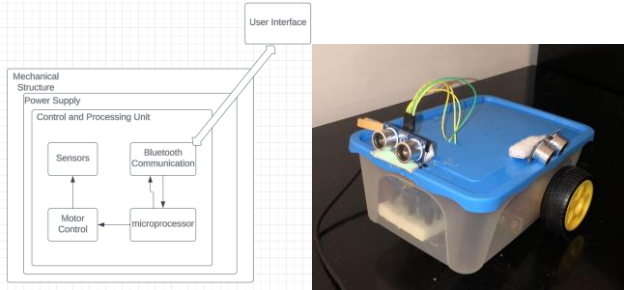 User Interface
Mechanical
Structure
Power Supply
Control and Processing Unit
Sensors
Bluetooth
Communication
Motor
Control
microprocessor